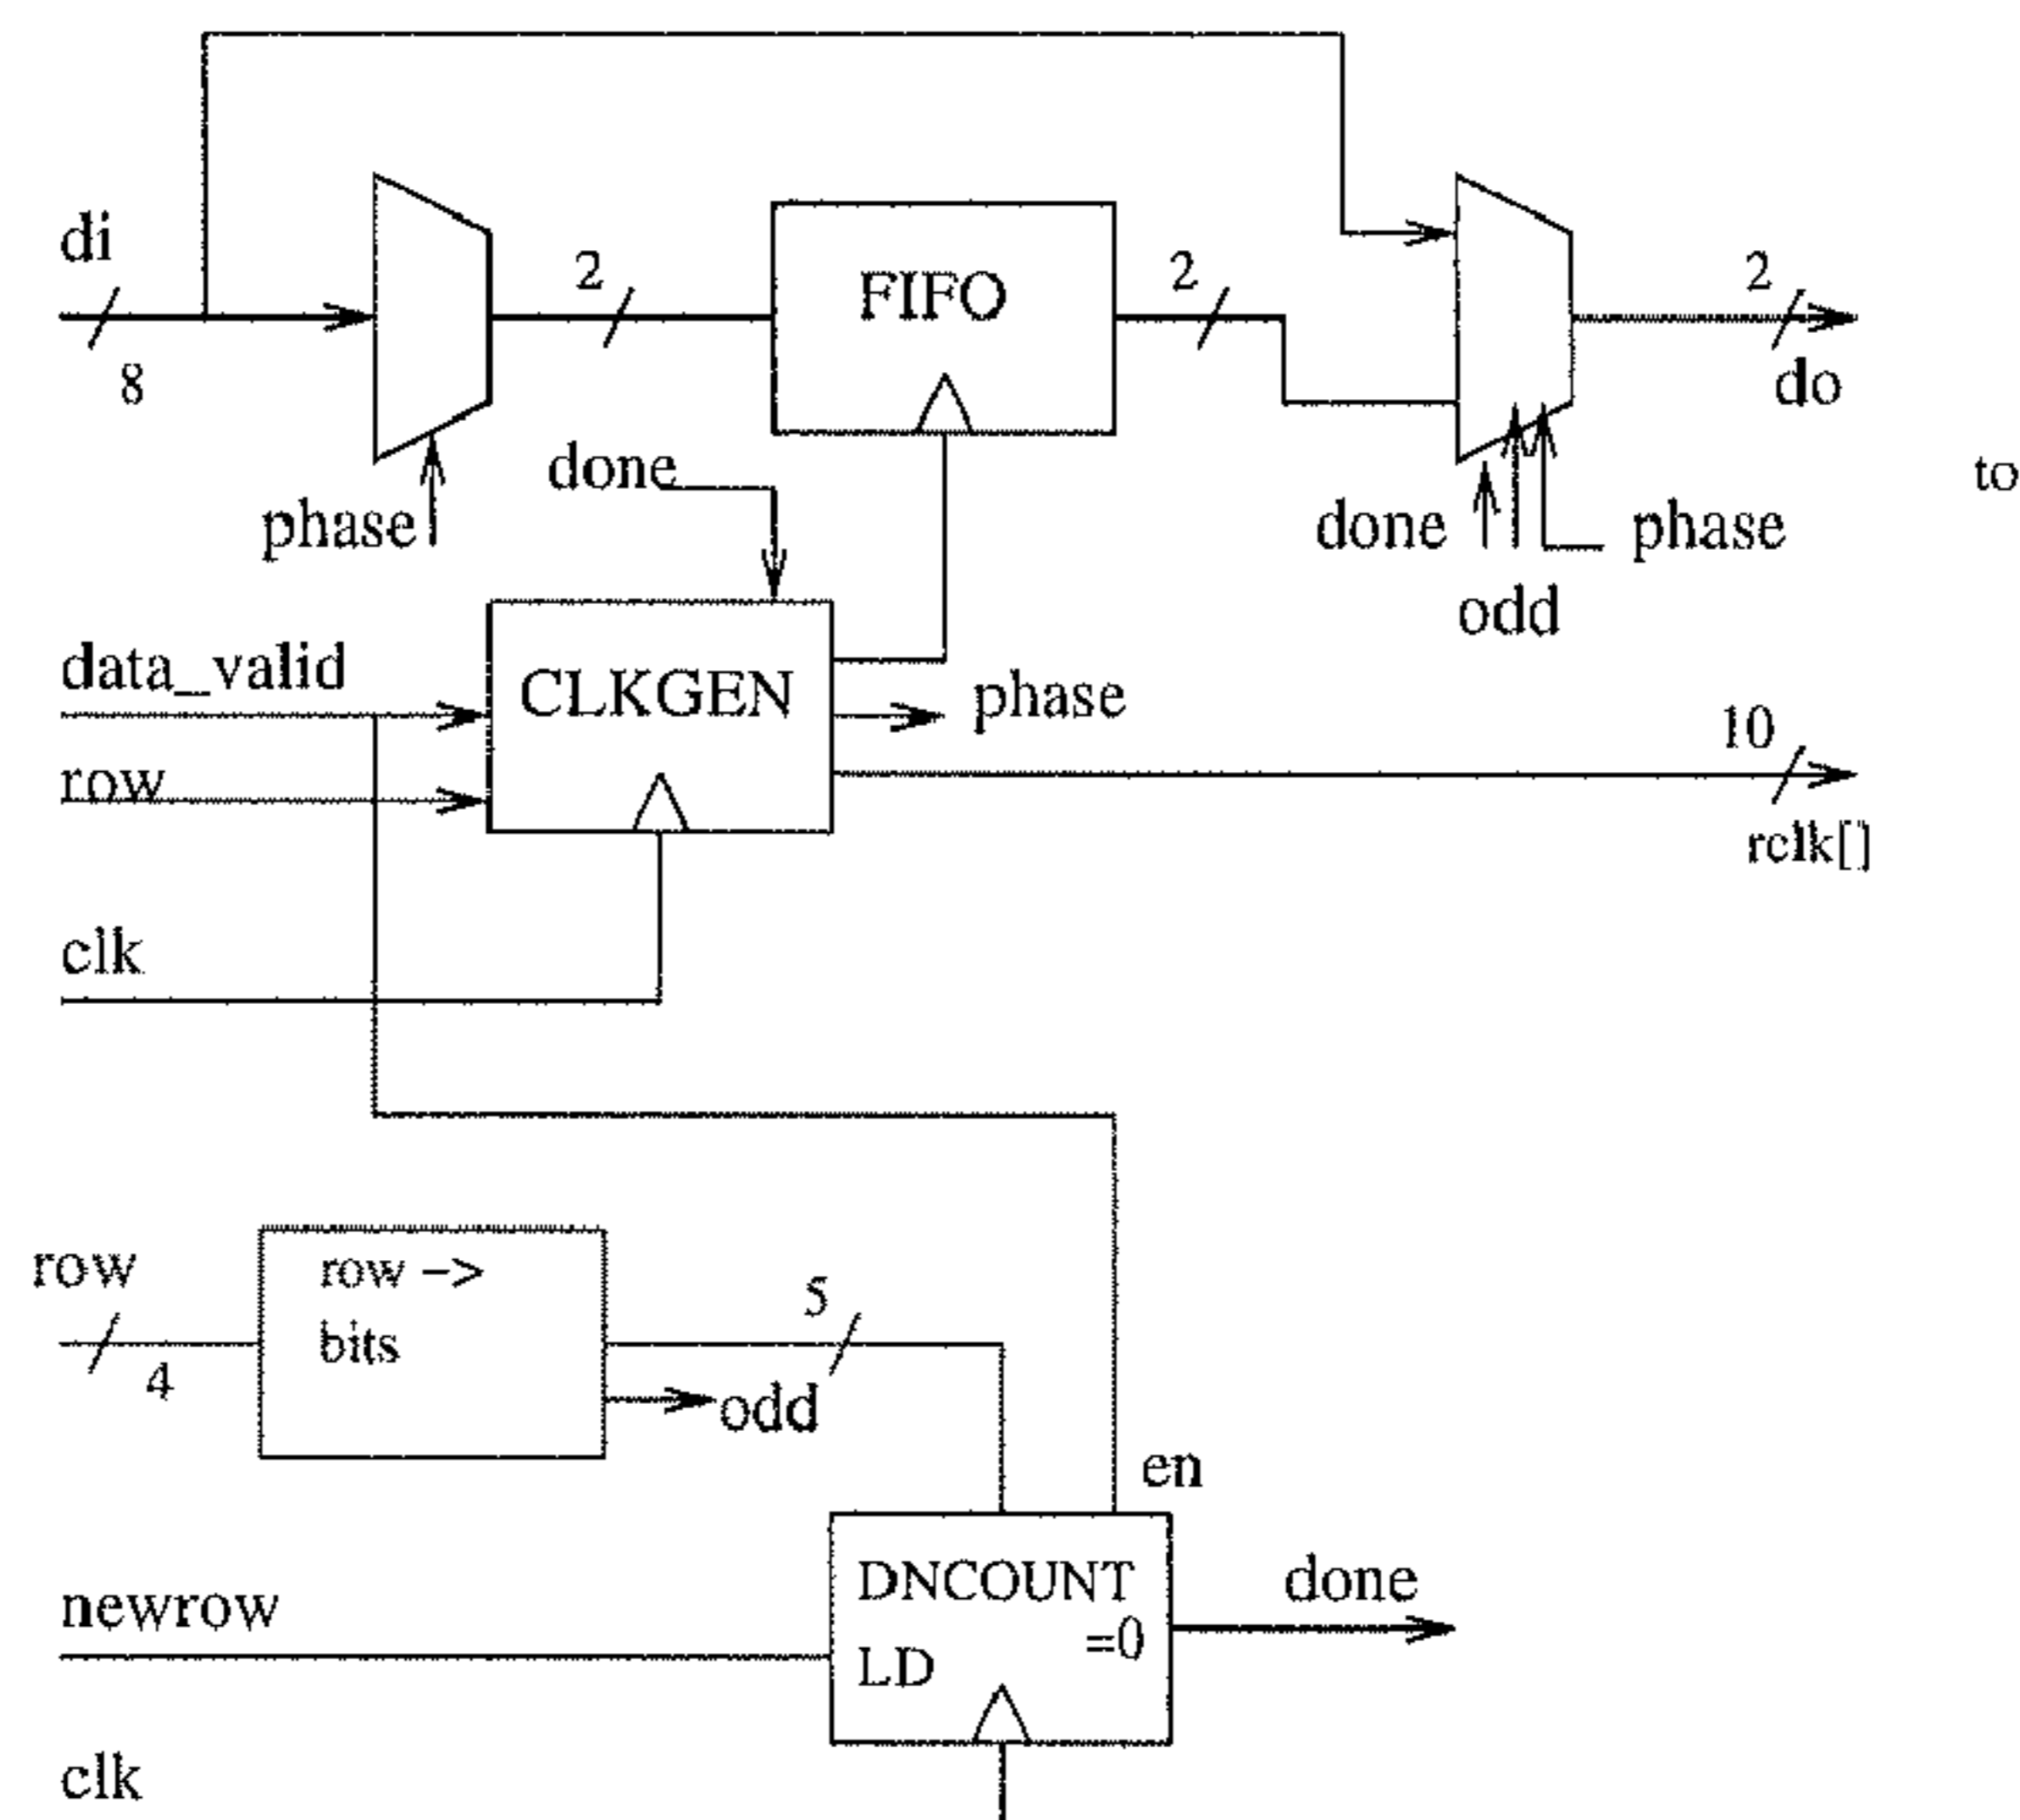 di
8
2
FIFO
2
2
do
phase
done
done
phase
odd
to
data_valid
CLKGEN
phase
row
10
rclk[]
clk
row
4
row ->
bits
5
odd
en
newrow
DNCOUNT
=0
LD
done
clk